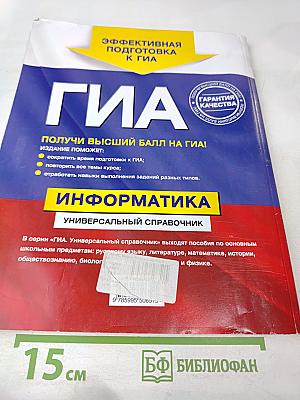 ЭФФЕКТИВНАЯ
ПОДГОТОВКА
К ГИА
ГИА
ГАРАНТИЯ
КАЧЕСТВА
ПОЛУЧИ ВЫСШИЙ БАЛЛ НА ГИА!
ИЗДАНИЕ ПОМОЖЕТ:
сократить время подготовки к ГИА;
повторить все темы курса;
отработать навыки выполнения заданий разных типов.
ИНФОРМАТИКА
УНИВЕРСАЛЬНЫЙ СПРАВОЧНИК
В серии «ГИА. Универсальный справочник» выходят пособия по основным
школьным предметам: русскому языку, литературе, математике, истории,
обществознанию, и физике.
15 см
БФ БИБЛИОФАН